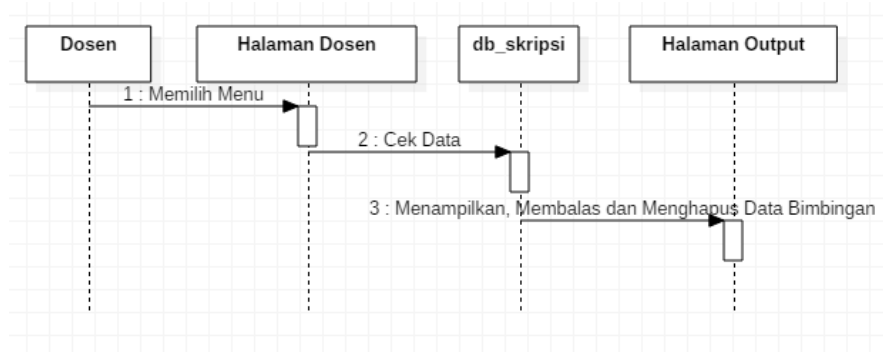 Dosen
Halaman Dosen
db_skripsi
Halaman Output
1 : Memilih Menu
2 : Cek Data
3 : Menampilkan, Membalas dan Menghapus Data Bimbingan